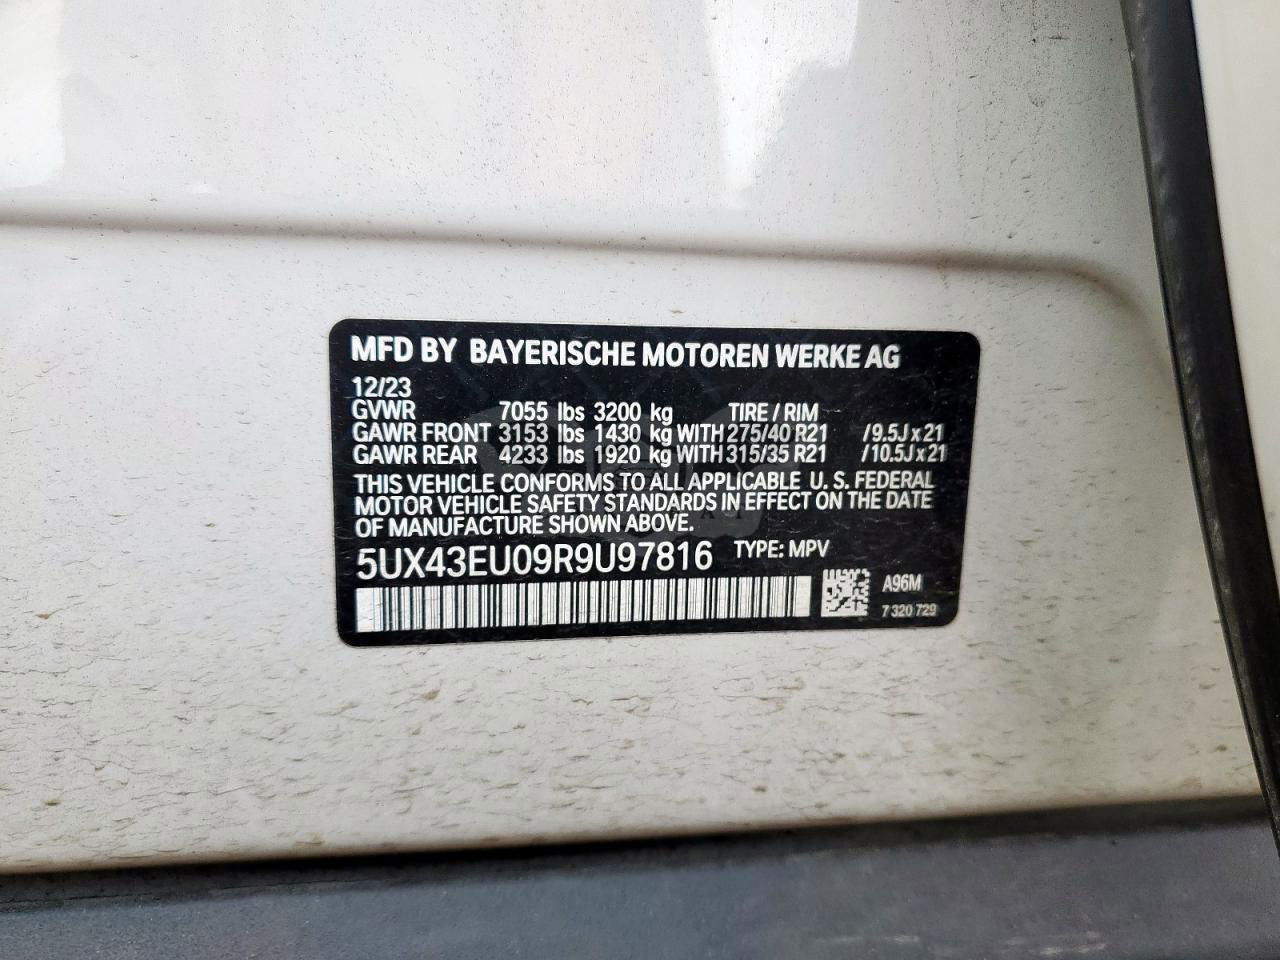 MFD BY BAYERISCHE MOTOREN WERKE AG
12/23
GVWR 7055 lbs 3200 kg TIRE / RIM
GAWR FRONT 3153 lbs 1430 kg WITH 275/40 R21 /9.5J x 21
GAWR REAR 4233 lbs 1920 kg WITH 315/35 R21 /10.5J x 21
THIS VEHICLE CONFORMS TO ALL APPLICABLE U. S. FEDERAL
MOTOR VEHICLE SAFETY STANDARDS IN EFFECT ON THE DATE
OF MANUFACTURE SHOWN ABOVE.
5UX43EU09R9U97816 TYPE: MPV
A96M
7 320 729